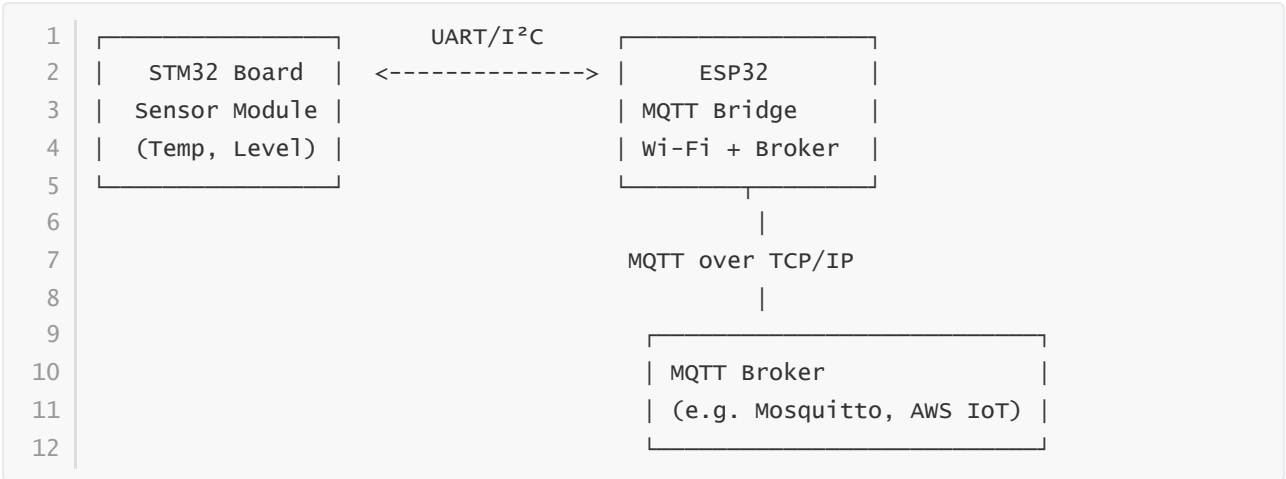 1 UART/I²C
2 STM32 Board <--------------> ESP32
3 Sensor Module MQTT Bridge
4 (Temp, Level) Wi-Fi + Broker
5
6
7 MQTT over TCP/IP
8
9
10 MQTT Broker
11 (e.g. Mosquitto, AWS IoT)
12